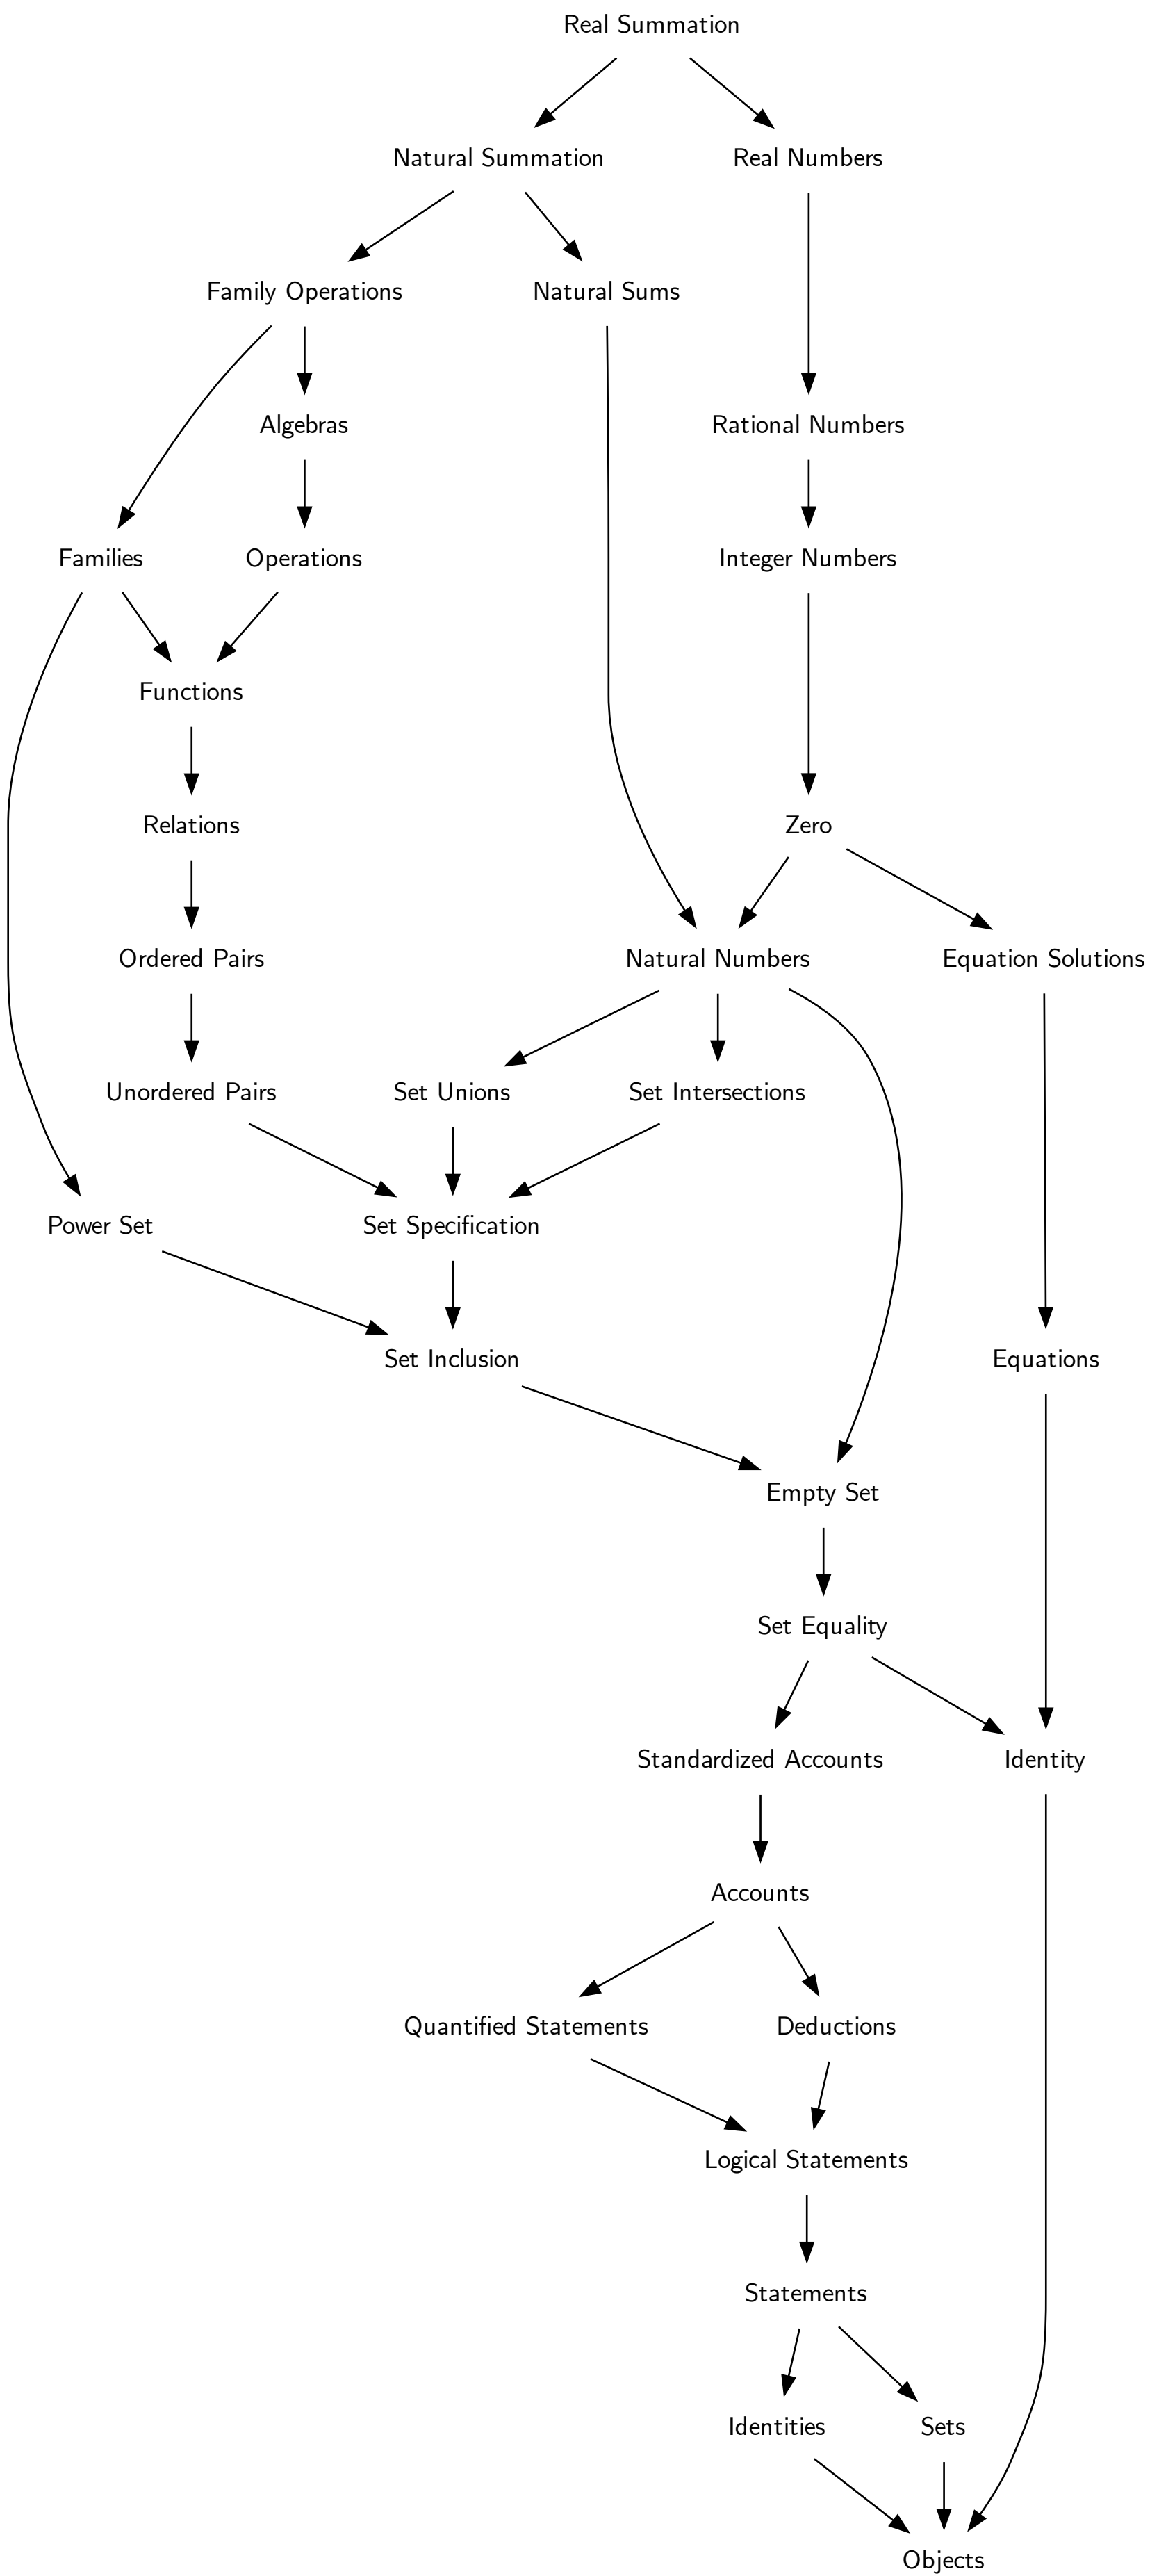 Real Summation
Natural Summation
Real Numbers
Family Operations
Natural Sums
Algebras
Rational Numbers
Families
Operations
Integer Numbers
Functions
Relations
Zero
Ordered Pairs
Natural Numbers
Equation Solutions
Unordered Pairs
Set Unions
Set Intersections
Power Set
Set Specification
Set Inclusion
Equations
Empty Set
Set Equality
Standardized Accounts
Identity
Accounts
Quantified Statements
Deductions
Logical Statements
Statements
Identities
Sets
Objects